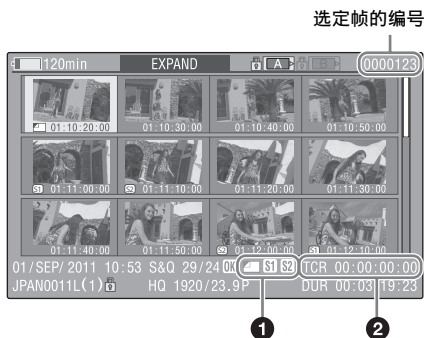 选定帧的编号
120min EXPAND A B 0000123
01:10:20:00 01:10:30:00 01:10:40:00 01:10:50:00
S1 01:11:00:00 S2 01:11:10:00 01:11:20:00 01:11:30:00
01:11:40:00 01:11:50:00 S2 01:12:00:00 S1 01:12:10:00
01/SEP/2011 10:53 S&Q 29/24 OK S1 S2 TCR 00:00:00:00
JPAN0011L(1) HQ 1920/23.9P DUR 00:03:19:23
1 2